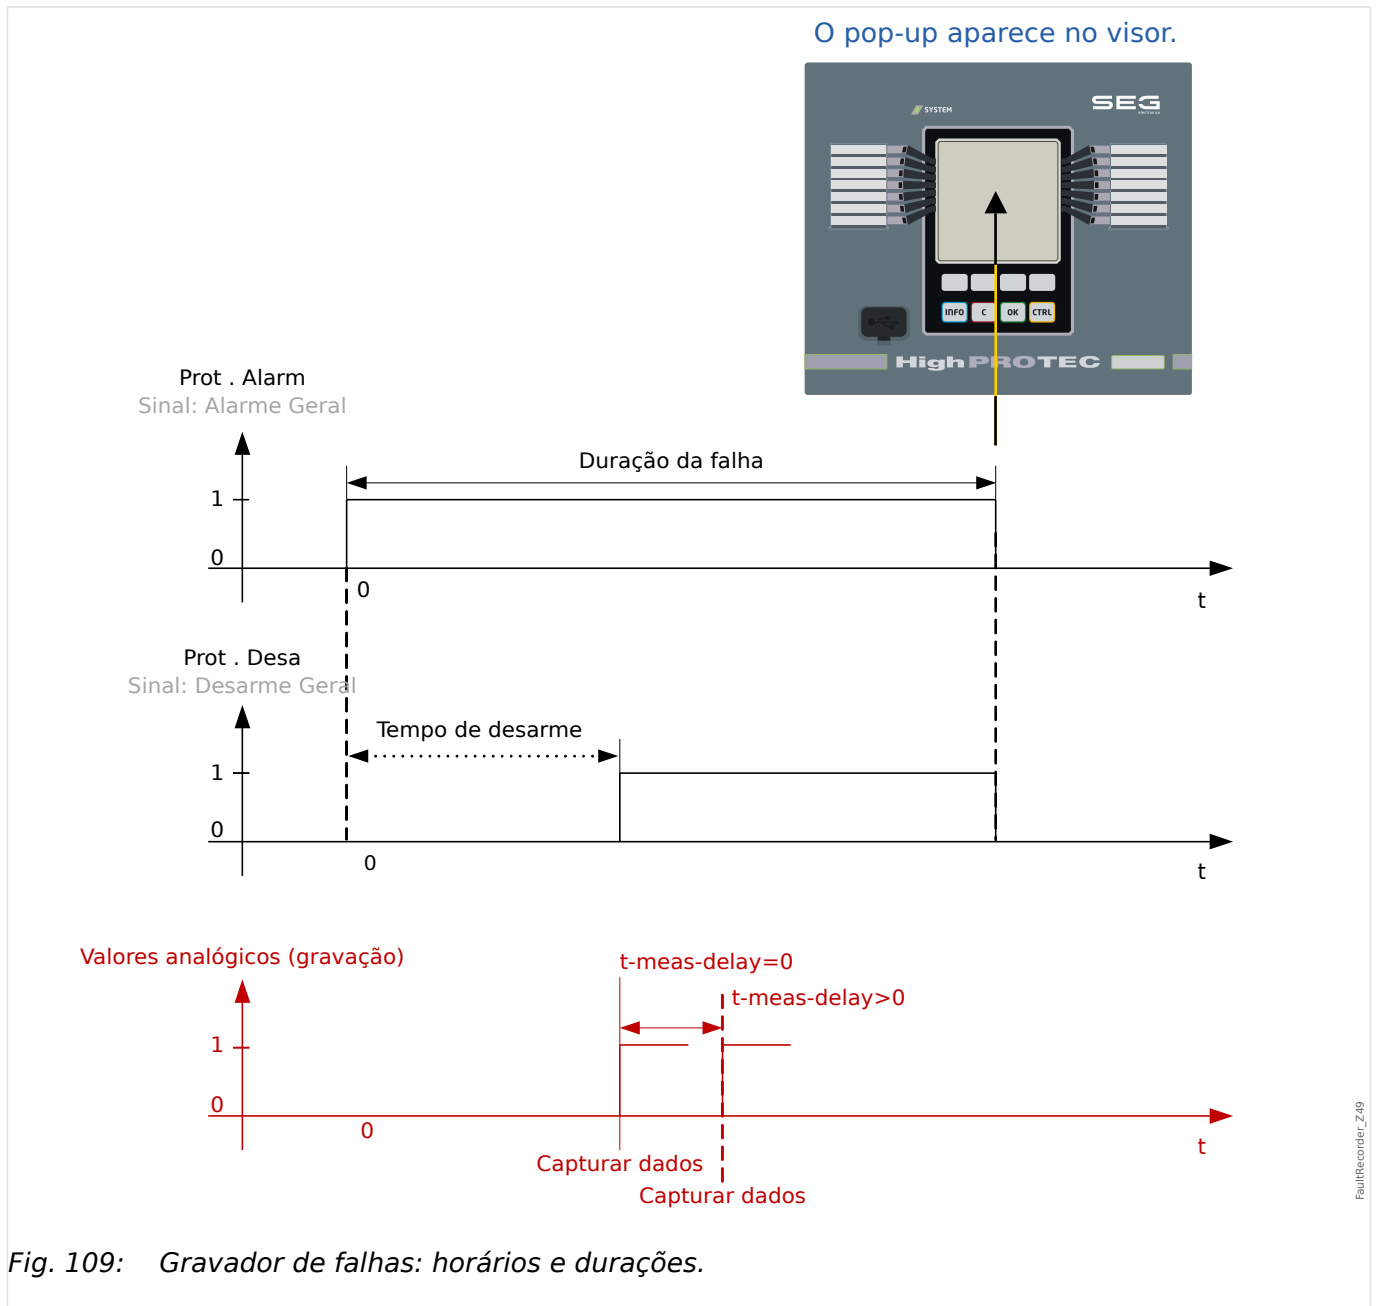 O pop-up aparece no visor.
SYSTEM
SEG
electronics
INFO
C
OK
CTRL
HighPROTEC
Prot . Alarm
Sinal: Alarme Geral
Duração da falha
1
0
0
t
Prot . Desa
Sinal: Desarme Geral
Tempo de desarme
1
0
0
t
Valores analógicos (gravação)
t-meas-delay=0
t-meas-delay>0
1
0
0
t
Capturar dados
Capturar dados
FaultRecorder_Z49
Fig. 109: Gravador de falhas: horários e durações.